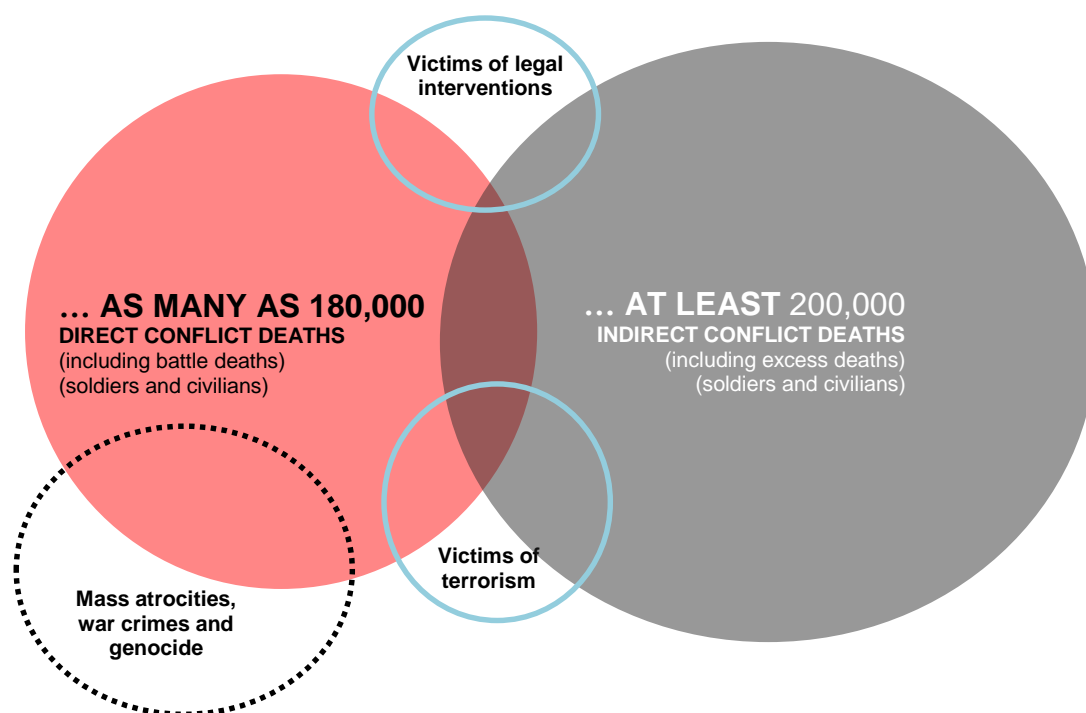 Victims of legal
interventions
... AS MANY AS 180,000
DIRECT CONFLICT DEATHS
(including battle deaths)
(soldiers and civilians)
... AT LEAST 200,000
INDIRECT CONFLICT DEATHS
(including excess deaths)
(soldiers and civilians)
Victims of
terrorism
Mass atrocities,
war crimes and
genocide